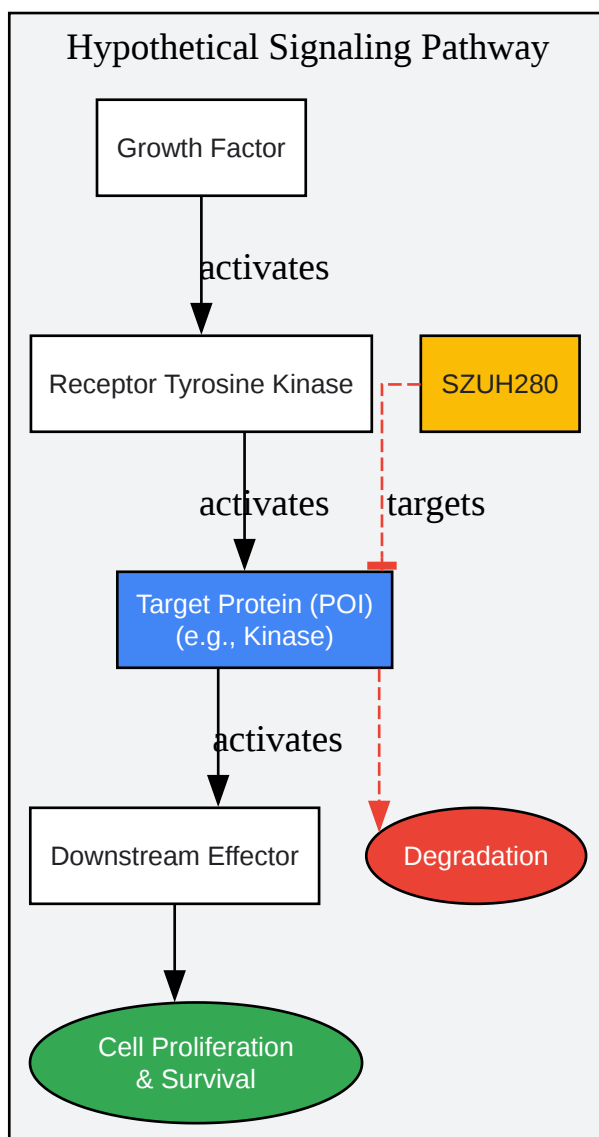 Hypothetical Signaling Pathway
Growth Factor
activates
Receptor Tyrosine Kinase
SZUH280
activates
targets
Target Protein (POI)
(e.g., Kinase)
activates
Downstream Effector
Degradation
Cell Proliferation
& Survival